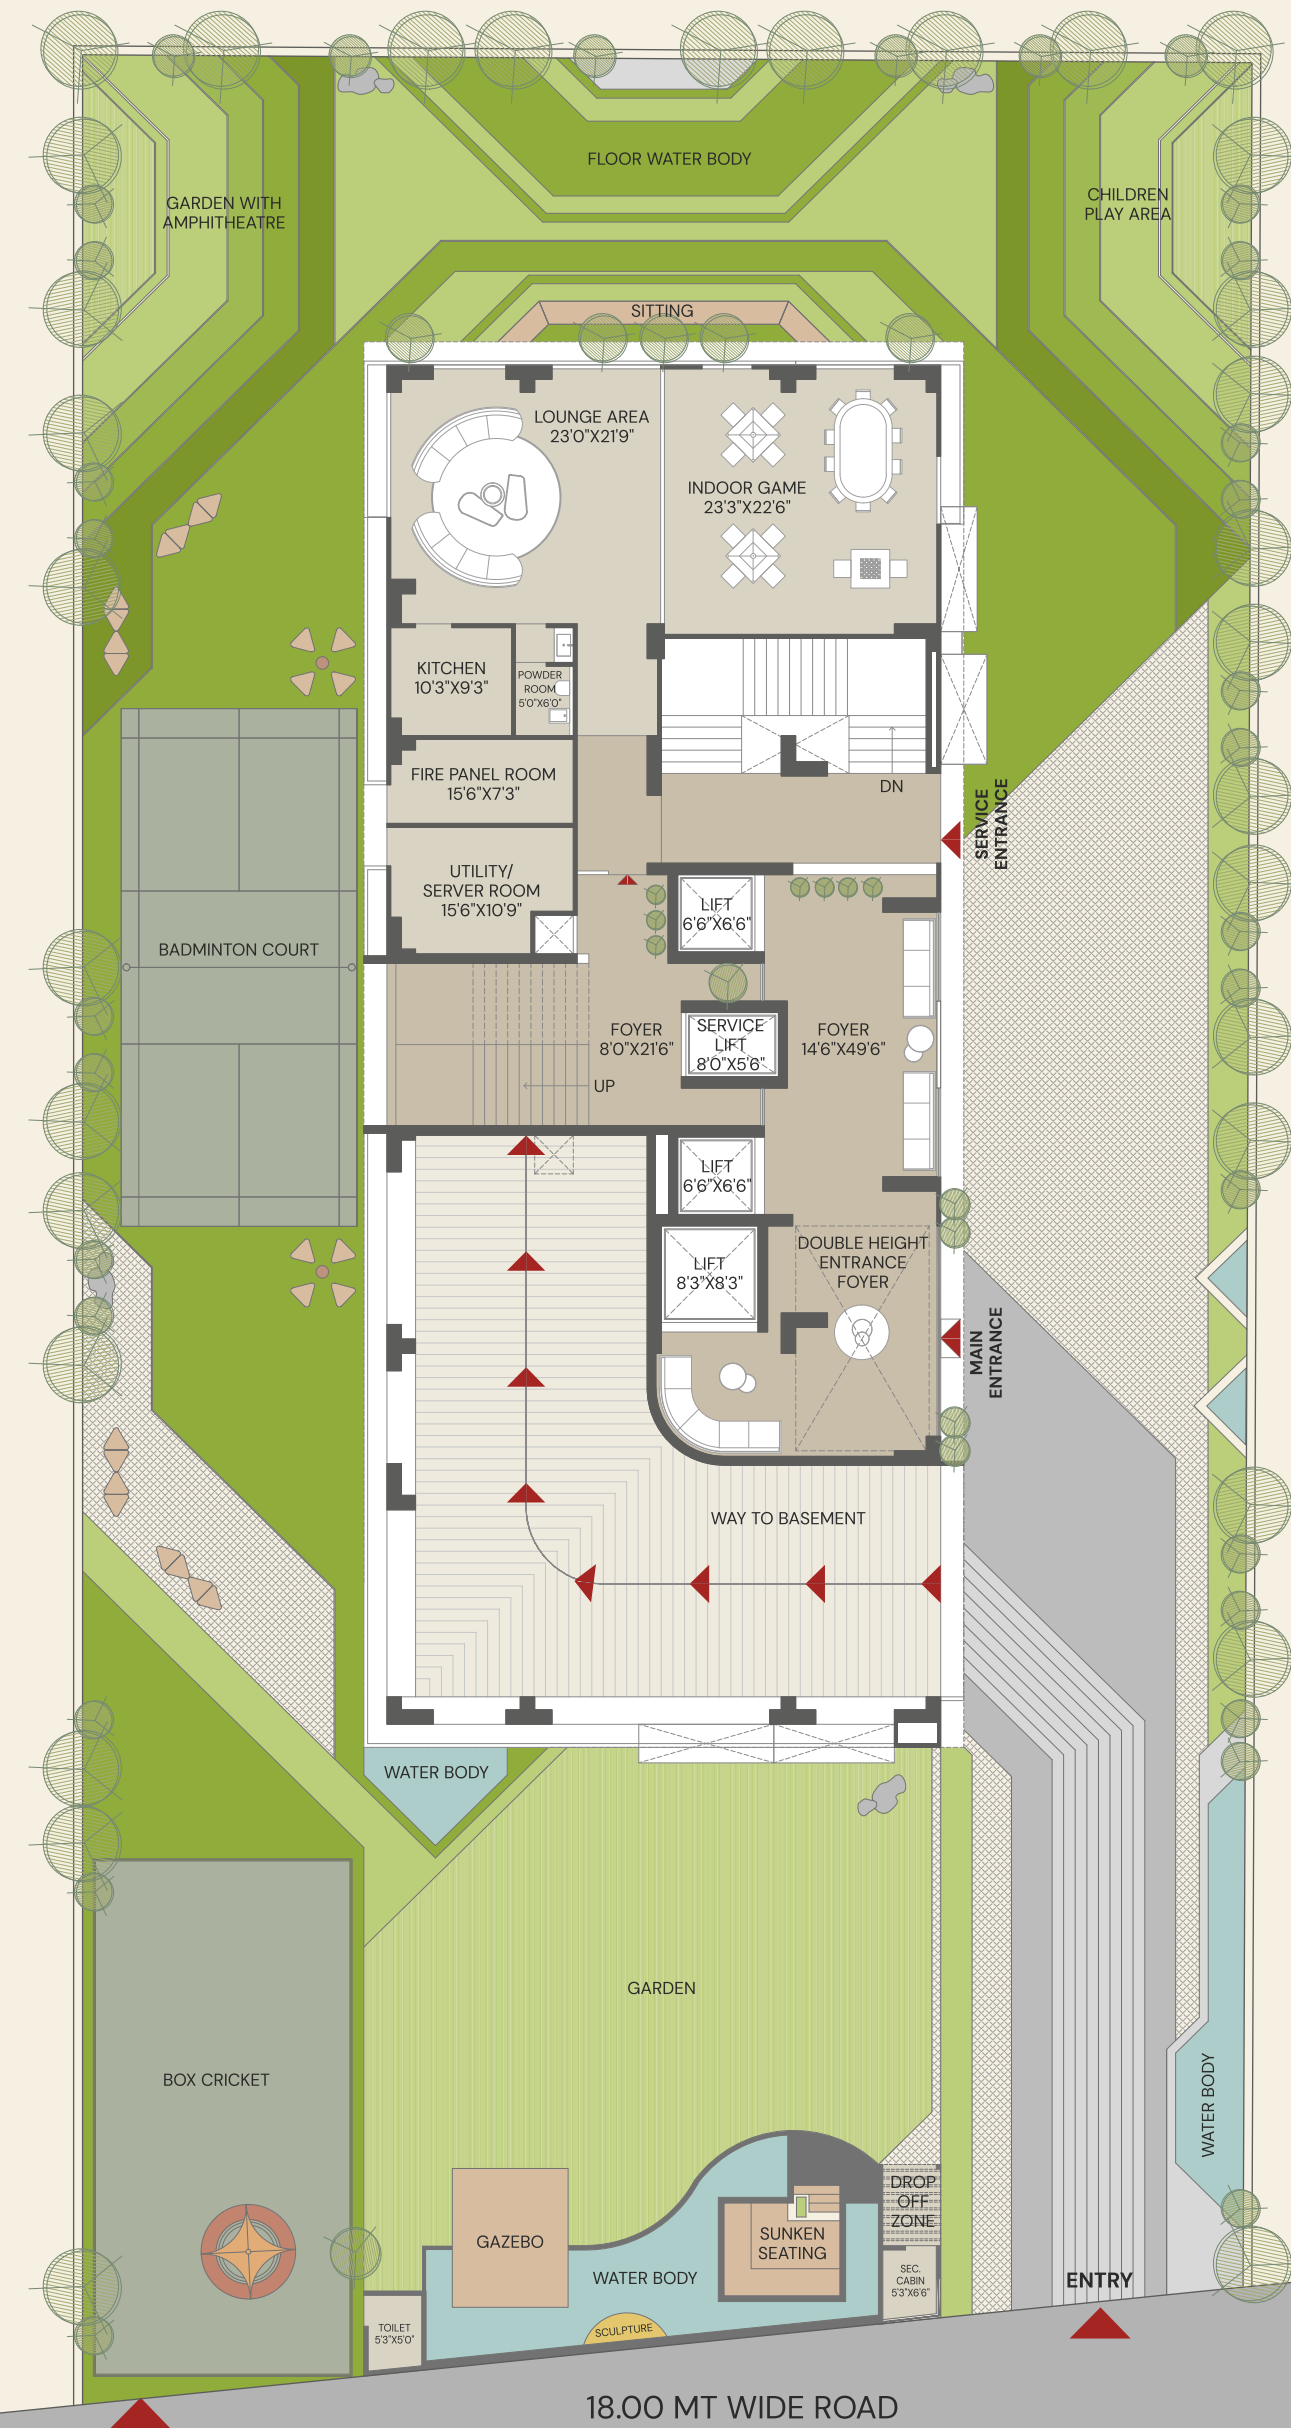 FLOOR WATER BODY
GARDEN WITH
AMPHITHEATRE
CHILDREN
PLAY AREA
SITTING
LOUNGE AREA
23'0"X21'9"
INDOOR GAME
23'3"X22'6"
KITCHEN
10'3"X9'3"
POWDER
ROOM
5'0"X6'0"
FIRE PANEL ROOM
15'6"X7'3"
DN
SERVICE
ENTRANCE
UTILITY/
SERVER ROOM
15'6"X10'9"
LIFT
6'6"X6'6"
BADMINTON COURT
FOYER
8'0"X21'6"
SERVICE
LIFT
8'0"X5'6"
FOYER
14'6"X49'6"
UP
LIFT
6'6"X6'6"
LIFT
8'3"X8'3"
DOUBLE HEIGHT
ENTRANCE
FOYER
MAIN
ENTRANCE
WAY TO BASEMENT
WATER BODY
GARDEN
BOX CRICKET
WATER BODY
DROP
OFF
ZONE
GAZEBO
SUNKEN
SEATING
WATER BODY
SEC.
CABIN
5'3"X6'6"
ENTRY
TOILET
5'3"X5'0"
SCULPTURE
18.00 MT WIDE ROAD